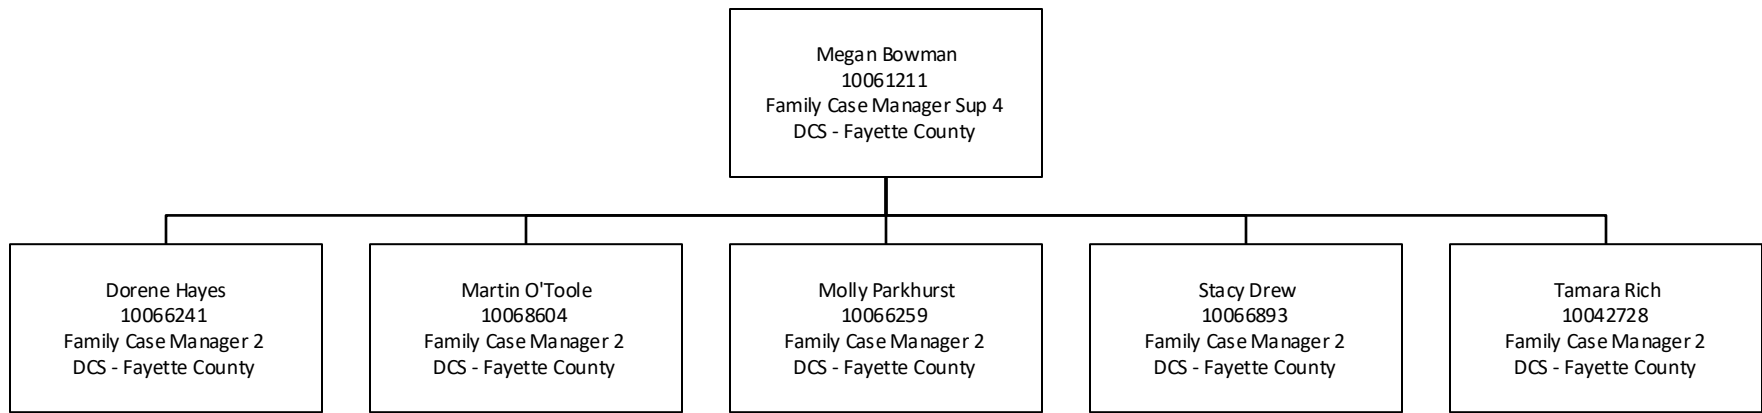 Megan Bowman
10061211
Family Case Manager Sup 4
DCS - Fayette County
Dorene Hayes
10066241
Family Case Manager 2
DCS - Fayette County
Martin O'Toole
10068604
Family Case Manager 2
DCS - Fayette County
Molly Parkhurst
10066259
Family Case Manager 2
DCS - Fayette County
Stacy Drew
10066893
Family Case Manager 2
DCS - Fayette County
Tamara Rich
10042728
Family Case Manager 2
DCS - Fayette County